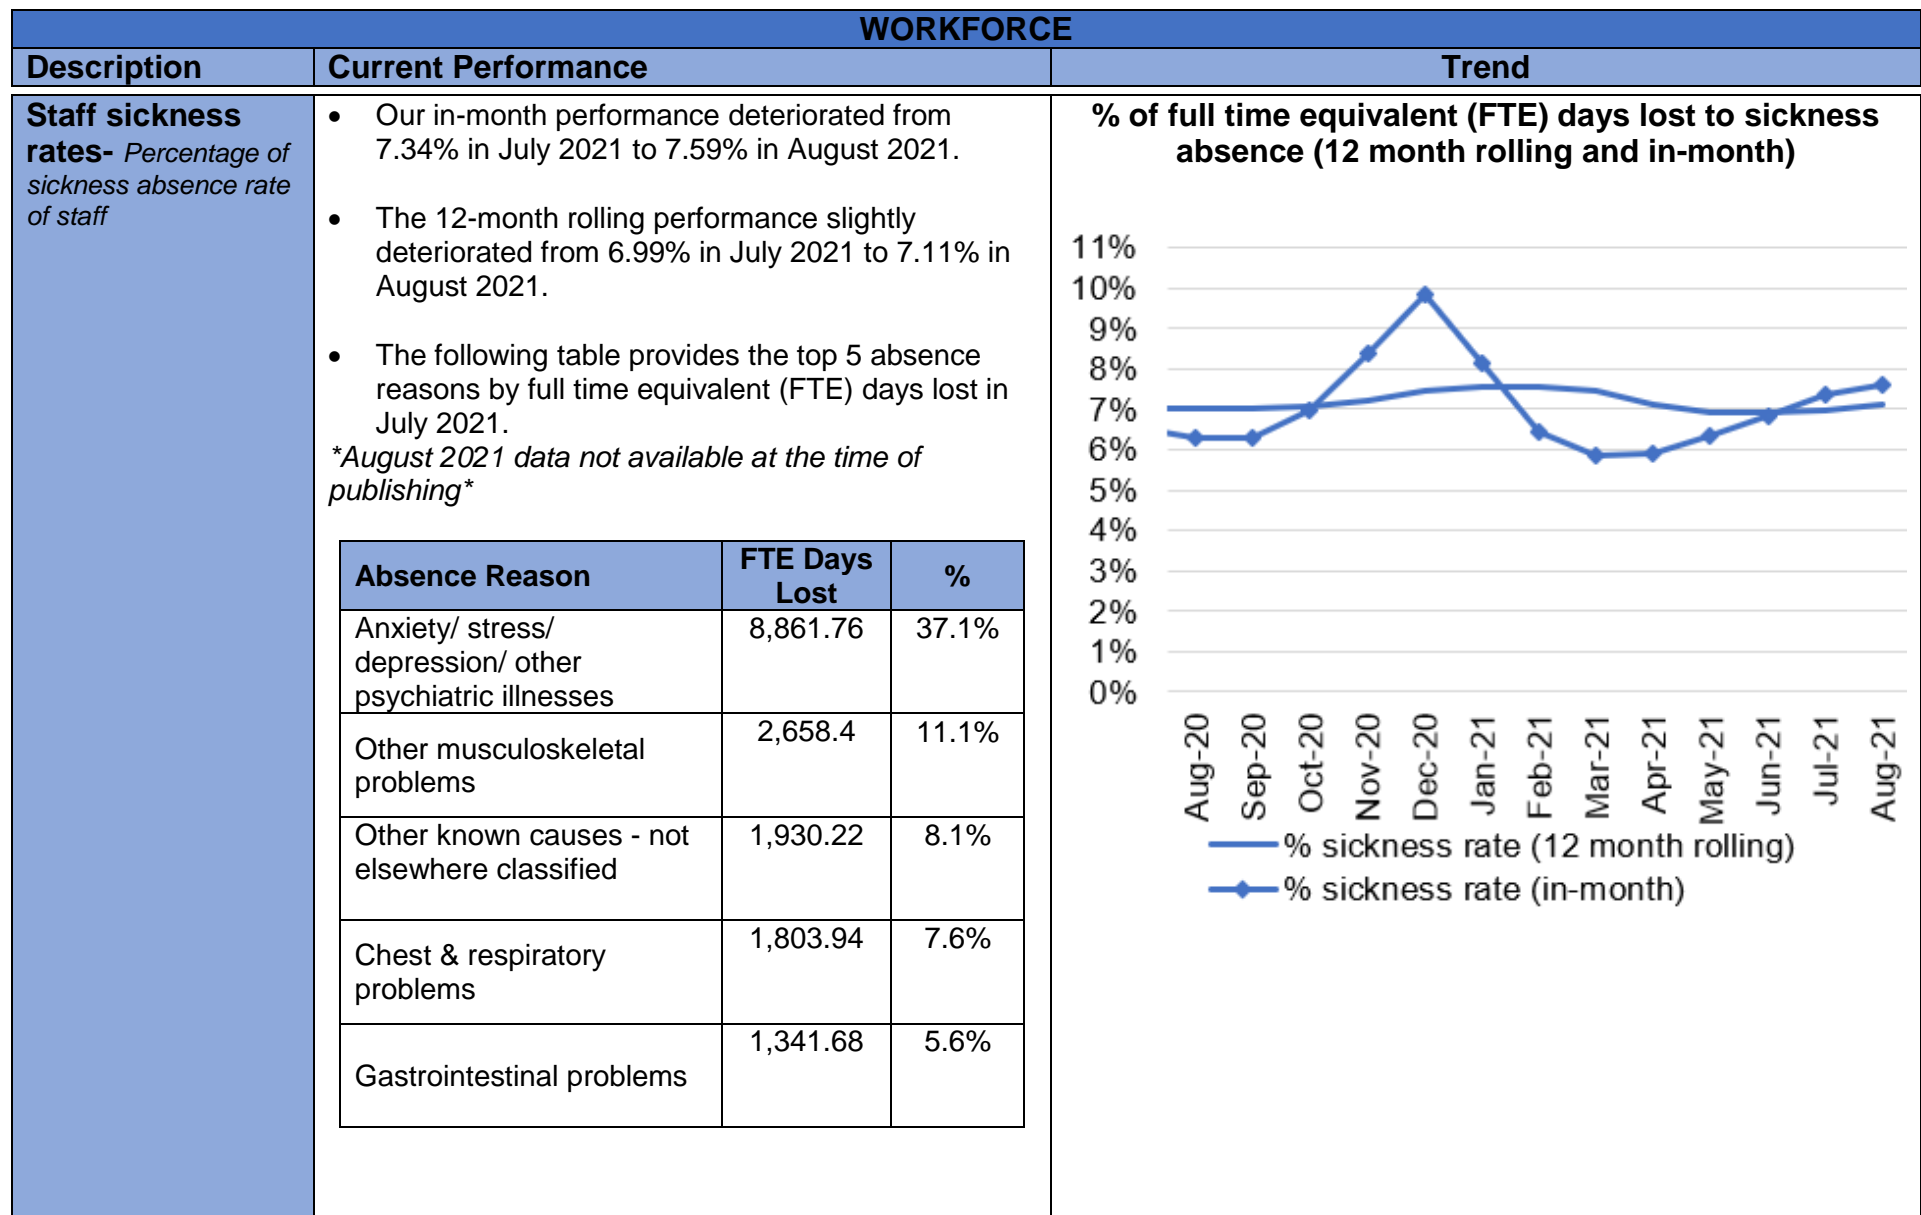 WORKFORCE
Description
Current Performance
Trend
Staff sickness
rates- Percentage of
sickness absence rate
of staff
• Our in-month performance deteriorated from
7.34% in July 2021 to 7.59% in August 2021.
• The 12-month rolling performance slightly
deteriorated from 6.99% in July 2021 to 7.11% in
August 2021.
• The following table provides the top 5 absence
reasons by full time equivalent (FTE) days lost in
July 2021.
*August 2021 data not available at the time of
publishing*
Absence Reason
FTE Days
Lost
%
Anxiety/ stress/
depression/ other
psychiatric illnesses
8,861.76
37.1%
Other musculoskeletal
problems
2,658.4
11.1%
Other known causes - not
elsewhere classified
1,930.22
8.1%
Chest & respiratory
problems
1,803.94
7.6%
Gastrointestinal problems
1,341.68
5.6%
% of full time equivalent (FTE) days lost to sickness
absence (12 month rolling and in-month)
11%
10%
9%
8%
7%
6%
5%
4%
3%
2%
1%
0%
Aug-20
Sep-20
Oct-20
Nov-20
Dec-20
Jan-21
Feb-21
Mar-21
Apr-21
May-21
Jun-21
Jul-21
Aug-21
% sickness rate (12 month rolling)
% sickness rate (in-month)